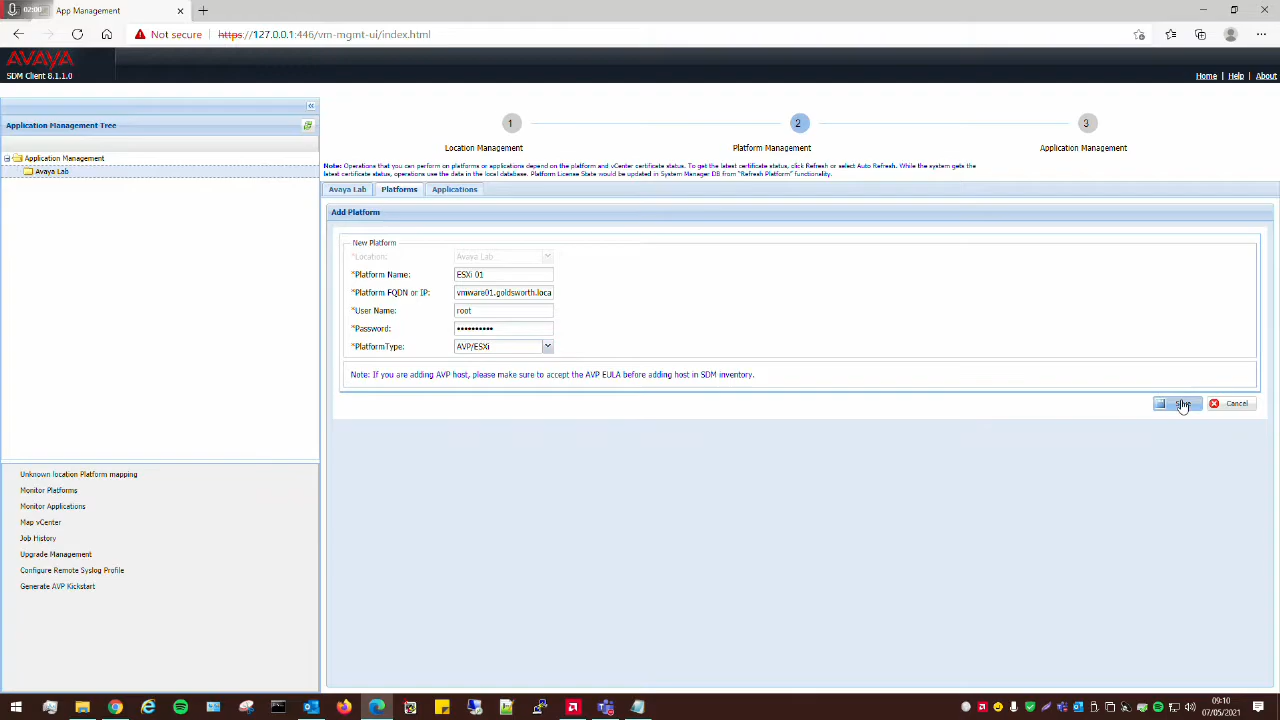 02:00
App Management
Not secure
https://127.0.0.1:446/vm-mgmt-ui/index.html
AVAYA
SDM Client 8.1.1.0
Home | Help | About
Application Management Tree
Application Management
Avaya Lab
1
2
3
Location Management
Platform Management
Application Management
Note: Operations that you can perform on platforms or applications depend on the platform and vCenter certificate status. To get the latest certificate status, click Refresh or select Auto Refresh. While the system gets the
latest certificate status, operations use the data in the local database. Platform License State would be updated in System Manager DB from "Refresh Platform" functionality.
Avaya Lab
Platforms
Applications
Add Platform
New Platform
*Location: Avaya Lab
*Platform Name: ESXi 01
*Platform FQDN or IP: vmware01.goldsworth.loca
*User Name: root
*Password: ••••••••••
*PlatformType: AVP/ESXi
Note: If you are adding AVP host, please make sure to accept the AVP EULA before adding host in SDM inventory.
Save
Cancel
Unknown location Platform mapping
Monitor Platforms
Monitor Applications
Map vCenter
Job History
Upgrade Management
Configure Remote Syslog Profile
Generate AVP Kickstart
09:10
07/05/2021